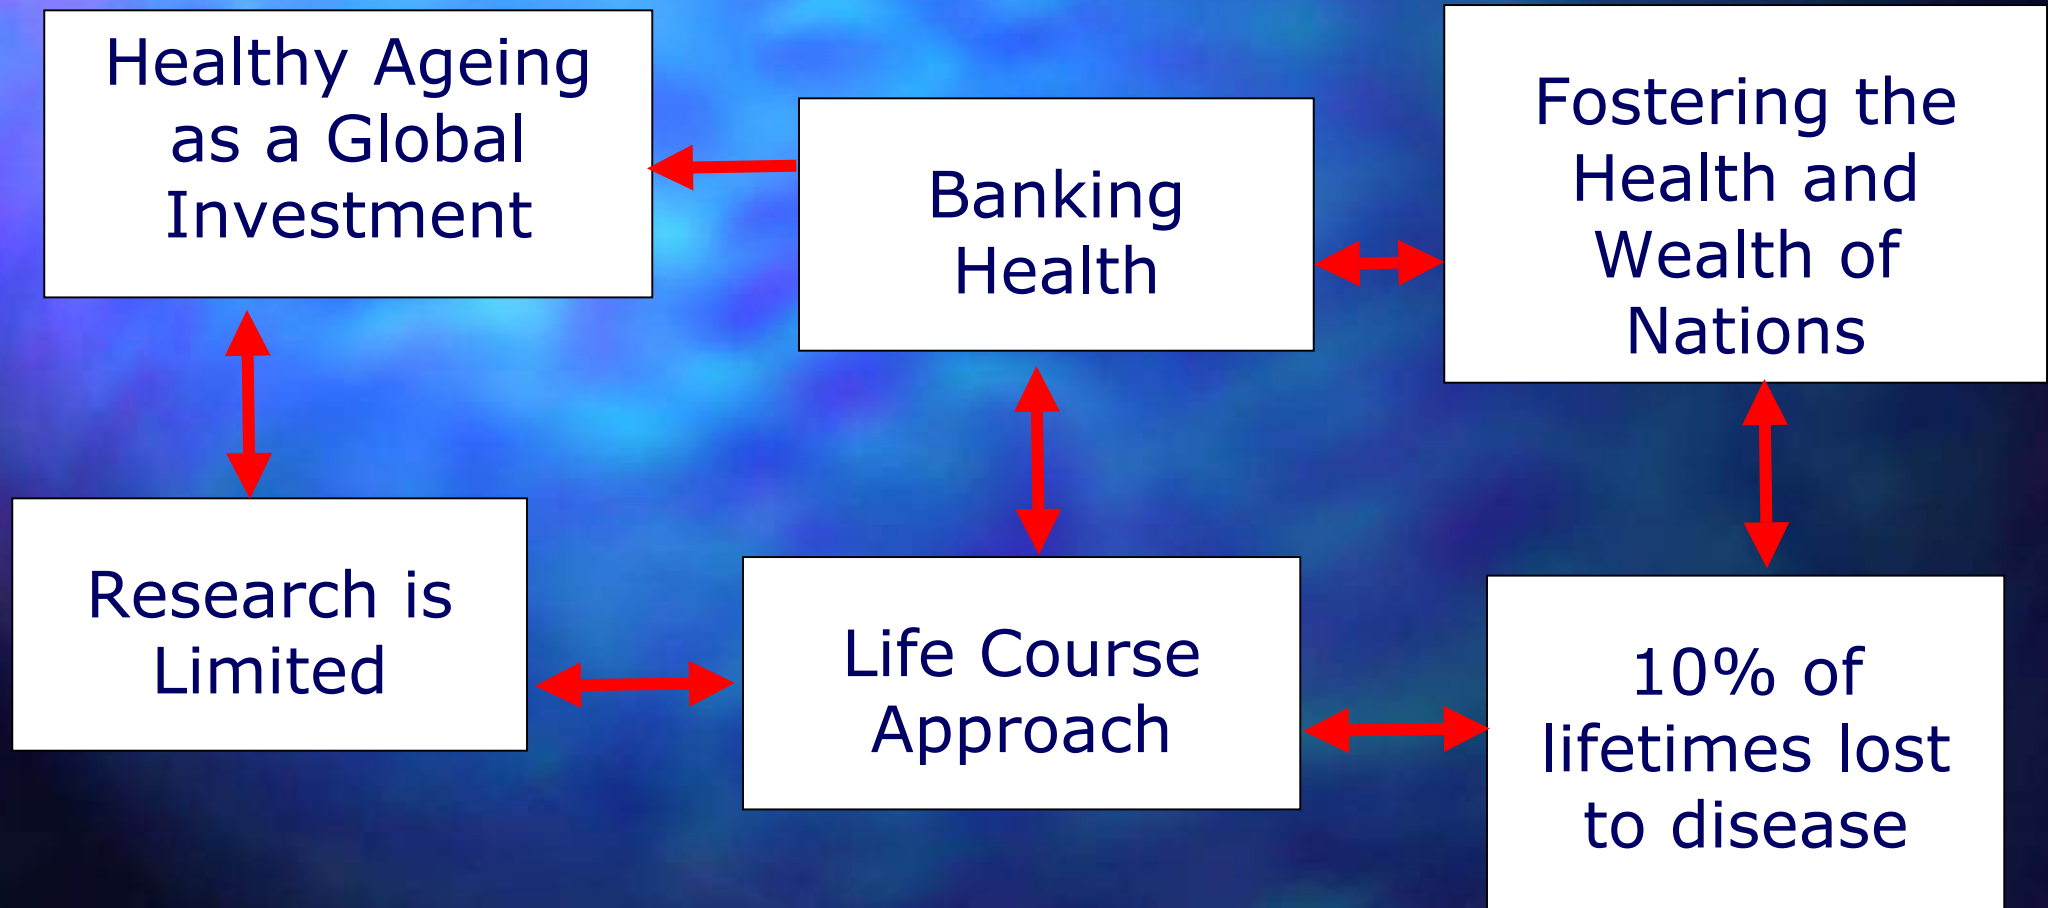 Healthy Ageing
as a Global
Investment
Banking
Health
Fostering the
Health and
Wealth of
Nations
Research is
Limited
Life Course
Approach
10% of
lifetimes lost
to disease